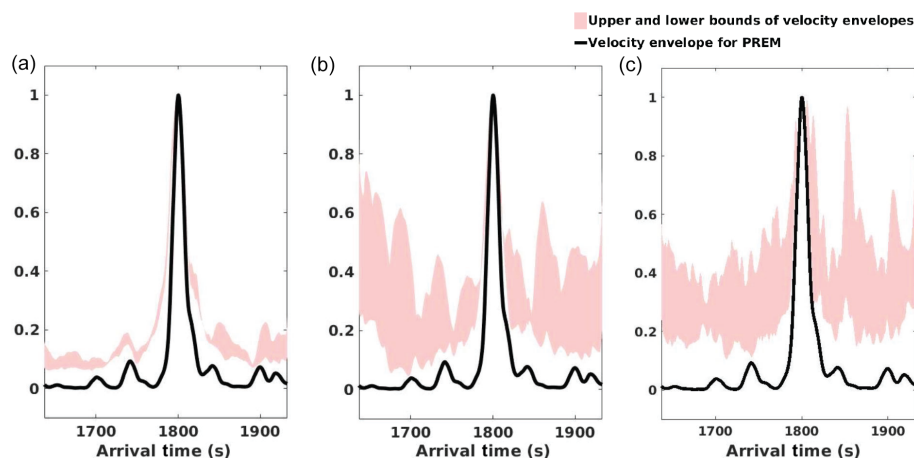 Upper and lower bounds of velocity envelopes
Velocity envelope for PREM
(a)
(b)
(c)
1
0.8
0.6
0.4
0.2
0
1700 1800 1900
Arrival time (s)
1
0.8
0.6
0.4
0.2
0
1700 1800 1900
Arrival time (s)
1
0.8
0.6
0.4
0.2
0
1700 1800 1900
Arrival time (s)